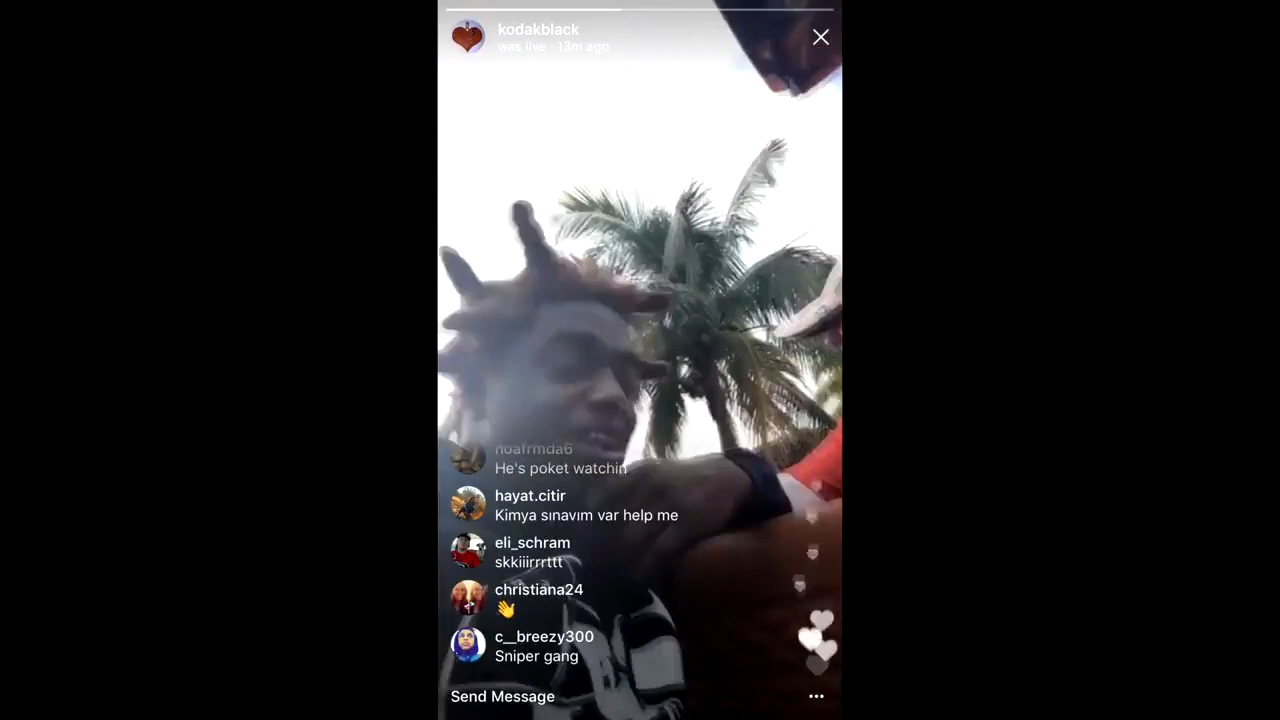 kodakblack
was live · 13m ago
noafrmda6
He's poket watchin
hayat.citir
Kimya sınavım var help me
eli_schram
skkiiirrrttt
christiana24
👋
c__breezy300
Sniper gang
Send Message